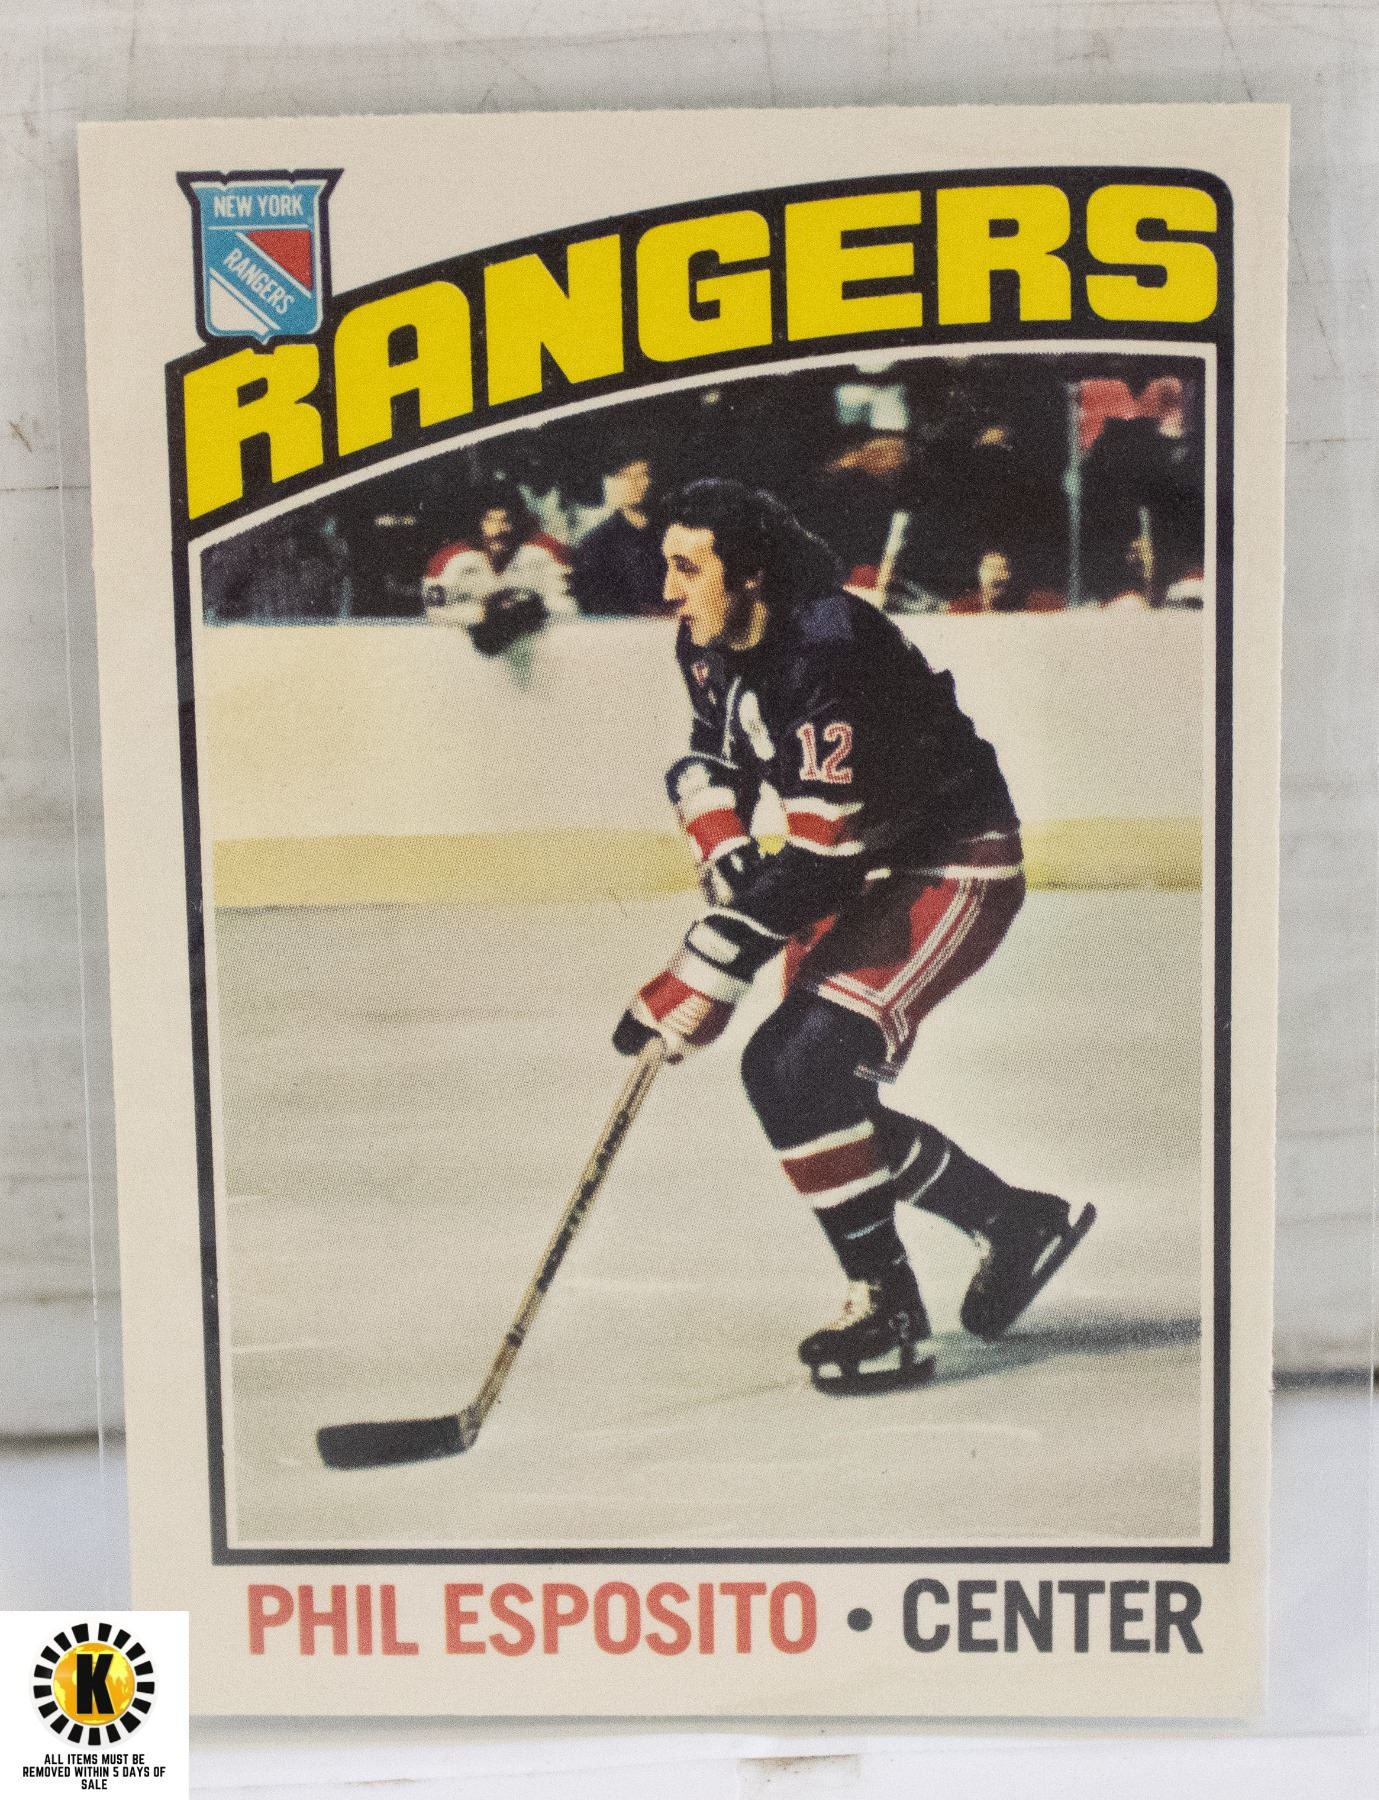 NEW YORK
RANGERS
RANGERS
12
PHIL ESPOSITO • CENTER
K
ALL ITEMS MUST BE
REMOVED WITHIN 5 DAYS OF
SALE